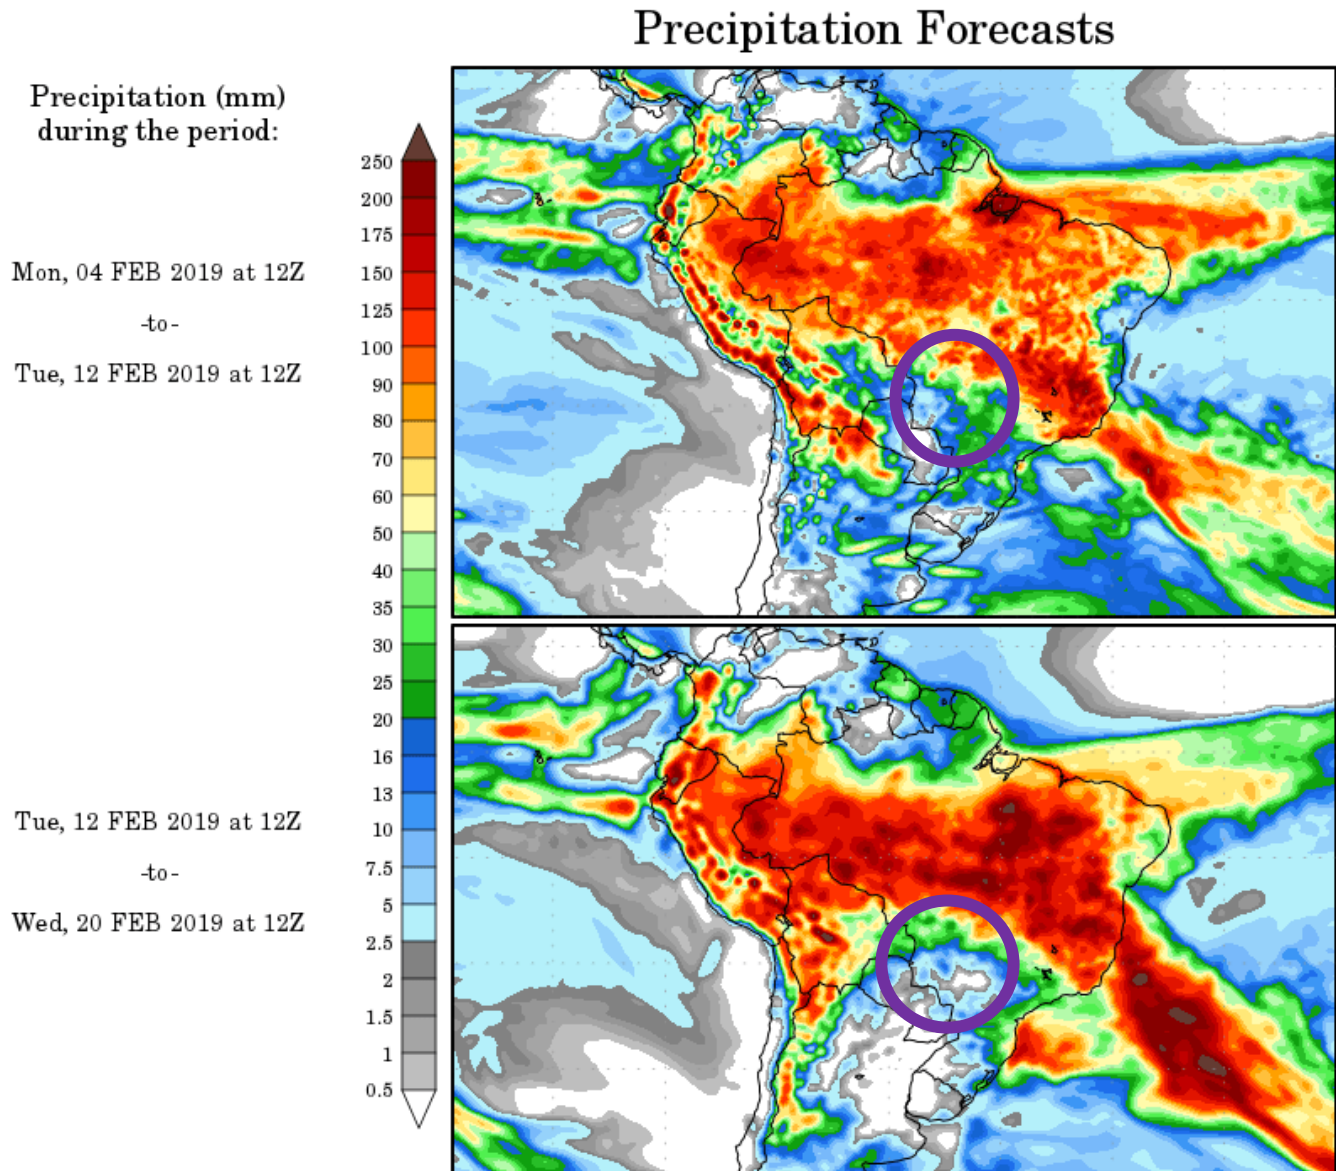 Precipitation Forecasts
Precipitation (mm)
during the period:
Mon, 04 FEB 2019 at 12Z
-to-
Tue, 12 FEB 2019 at 12Z
Tue, 12 FEB 2019 at 12Z
-to-
Wed, 20 FEB 2019 at 12Z
250
200
175
150
125
100
90
80
70
60
50
40
35
30
25
20
16
13
10
7.5
5
2.5
2
1.5
1
0.5